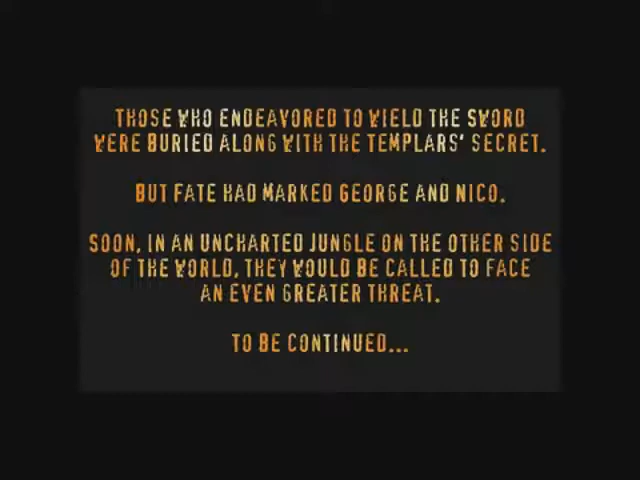 THOSE WHO ENDEAVORED TO WIELD THE SWORD
WERE BURIED ALONG WITH THE TEMPLARS' SECRET.
BUT FATE HAD MARKED GEORGE AND NICO.
SOON, IN AN UNCHARTED JUNGLE ON THE OTHER SIDE
OF THE WORLD, THEY WOULD BE CALLED TO FACE
AN EVEN GREATER THREAT.
TO BE CONTINUED...